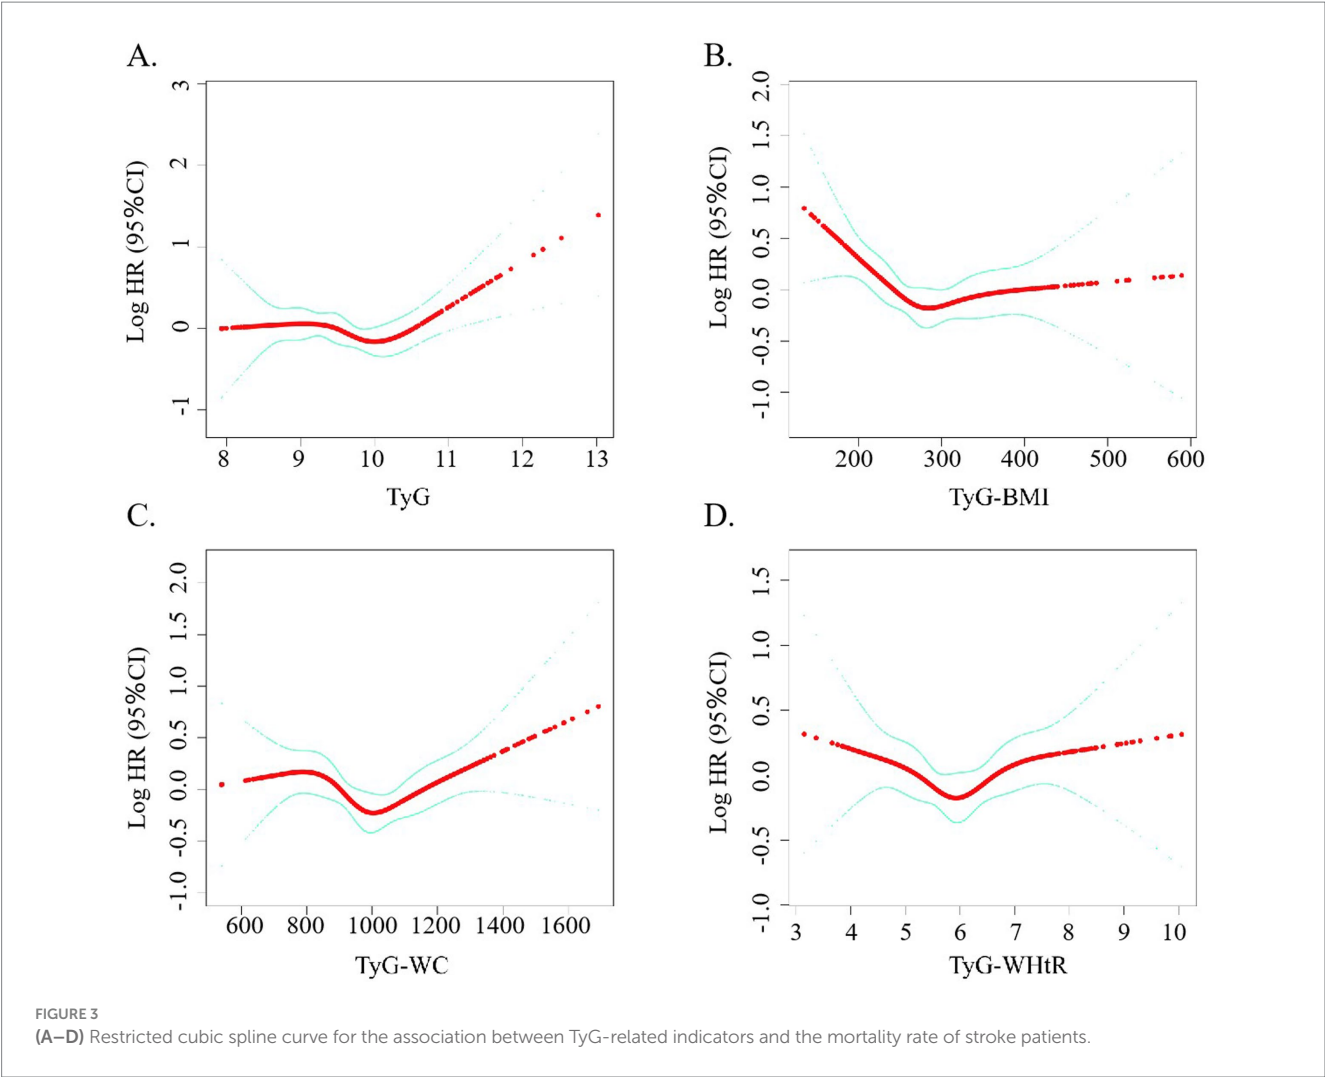 A.
3
2
1
0
-1
Log HR (95%CI)
8 9 10 11 12 13
TyG
B.
2.0
1.5
1.0
0.5
0.0
-0.5
-1.0
Log HR (95%CI)
200 300 400 500 600
TyG-BMI
C.
2.0
1.5
1.0
0.5
0.0
-0.5
-1.0
Log HR (95%CI)
600 800 1000 1200 1400 1600
TyG-WC
D.
1.5
1.0
0.5
0.0
-0.5
-1.0
Log HR (95%CI)
3 4 5 6 7 8 9 10
TyG-WHtR
FIGURE 3
(A–D) Restricted cubic spline curve for the association between TyG-related indicators and the mortality rate of stroke patients.